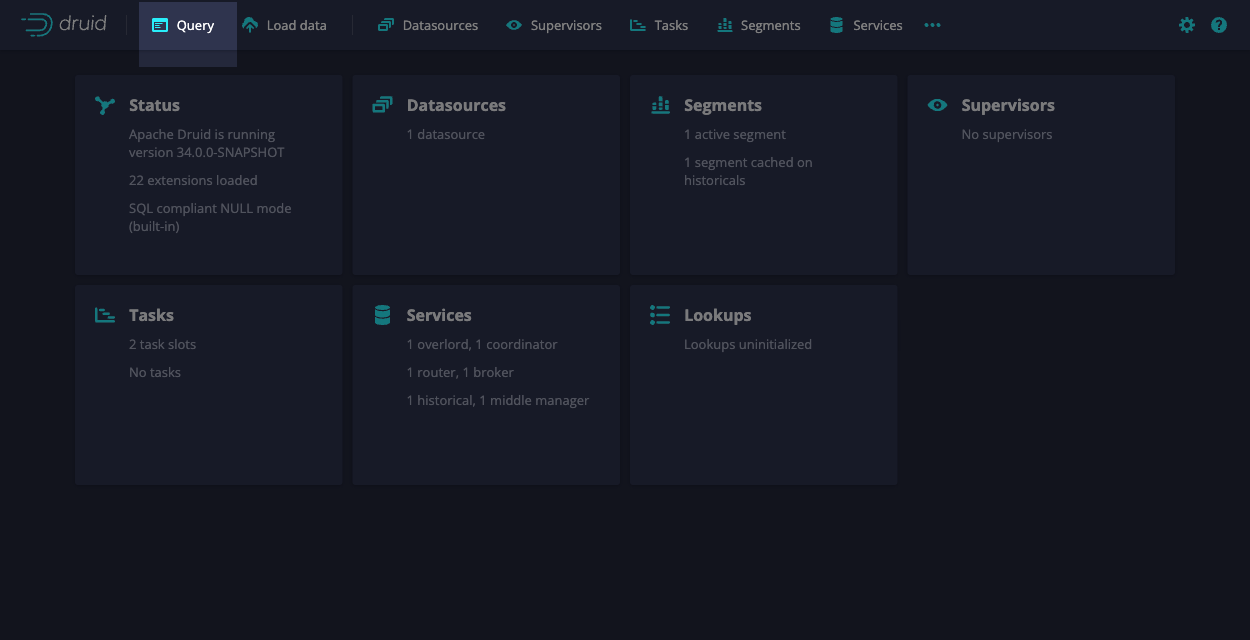 druid
Query
Load data
Datasources
Supervisors
Tasks
Segments
Services
Status
Apache Druid is running
version 34.0.0-SNAPSHOT
22 extensions loaded
SQL compliant NULL mode
(built-in)
Datasources
1 datasource
Segments
1 active segment
1 segment cached on
historicals
Supervisors
No supervisors
Tasks
2 task slots
No tasks
Services
1 overlord, 1 coordinator
1 router, 1 broker
1 historical, 1 middle manager
Lookups
Lookups uninitialized